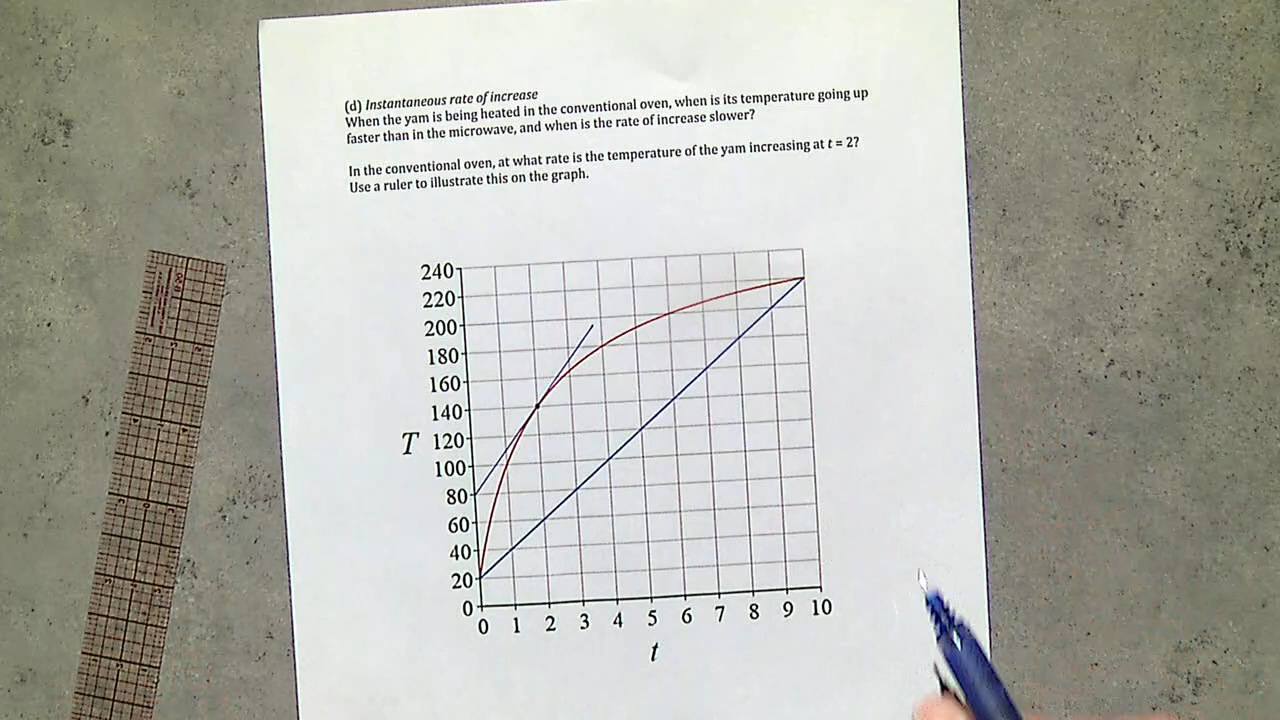 (d) Instantaneous rate of increase
When the yam is being heated in the conventional oven, when is its temperature going up
faster than in the microwave, and when is the rate of increase slower?
In the conventional oven, at what rate is the temperature of the yam increasing at t = 2?
Use a ruler to illustrate this on the graph.
240
220
200
180
160
140
T 120
100
80
60
40
20
0
0 1 2 3 4 5 6 7 8 9 10
t